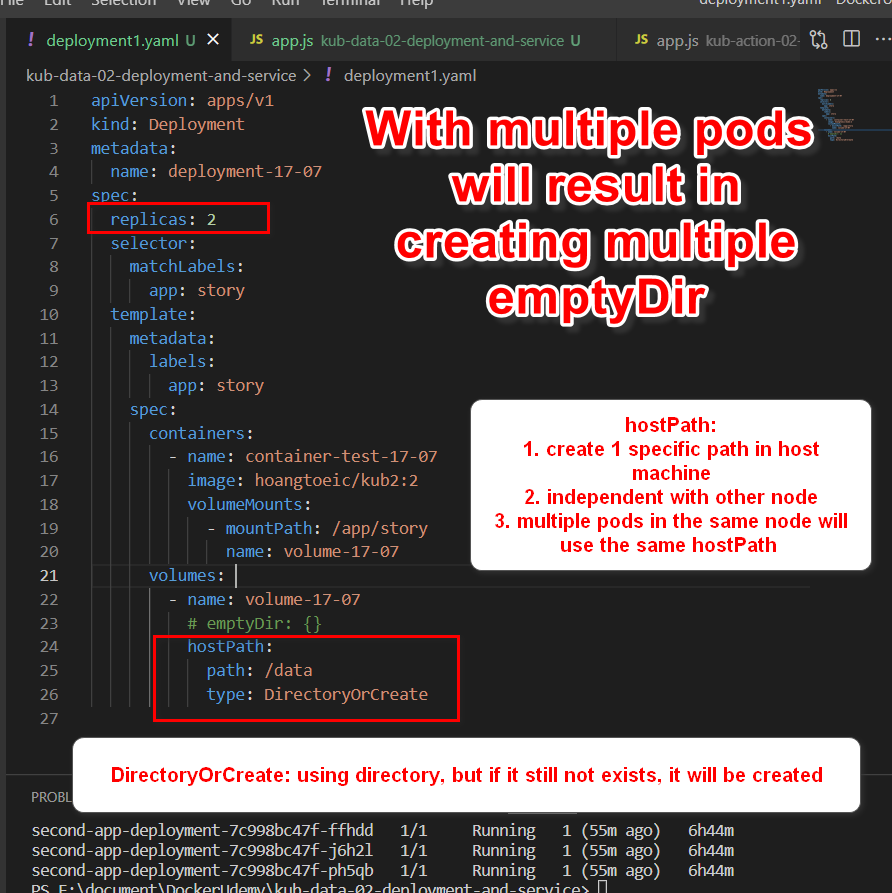 File Edit Selection View Go Run Terminal Help deployment1.yaml
deployment1.yaml U × JS app.js kub-data-02-deployment-and-service U JS app.js kub-action-02-
kub-data-02-deployment-and-service > ! deployment1.yaml
1 apiVersion: apps/v1
2 kind: Deployment
3 metadata:
4 name: deployment-17-07
5 spec:
6 replicas: 2
7 selector:
8 matchLabels:
9 app: story
10 template:
11 metadata:
12 labels:
13 app: story
14 spec:
15 containers:
16 - name: container-test-17-07
17 image: hoangtoeic/kub2:2
18 volumeMounts:
19 - mountPath: /app/story
20 name: volume-17-07
21 volumes:
22 - name: volume-17-07
23 # emptyDir: {}
24 hostPath:
25 path: /data
26 type: DirectoryOrCreate
27
With multiple pods
will result in
creating multiple
emptyDir
hostPath:
1. create 1 specific path in host
machine
2. independent with other node
3. multiple pods in the same node will
use the same hostPath
DirectoryOrCreate: using directory, but if it still not exists, it will be created
PROBL
second-app-deployment-7c998bc47f-ffhdd 1/1 Running 1 (55m ago) 6h44m
second-app-deployment-7c998bc47f-j6h2l 1/1 Running 1 (55m ago) 6h44m
second-app-deployment-7c998bc47f-ph5qb 1/1 Running 1 (55m ago) 6h44m
PS E:\document\DockerUdemy\kub-data-02-deployment-and-service>